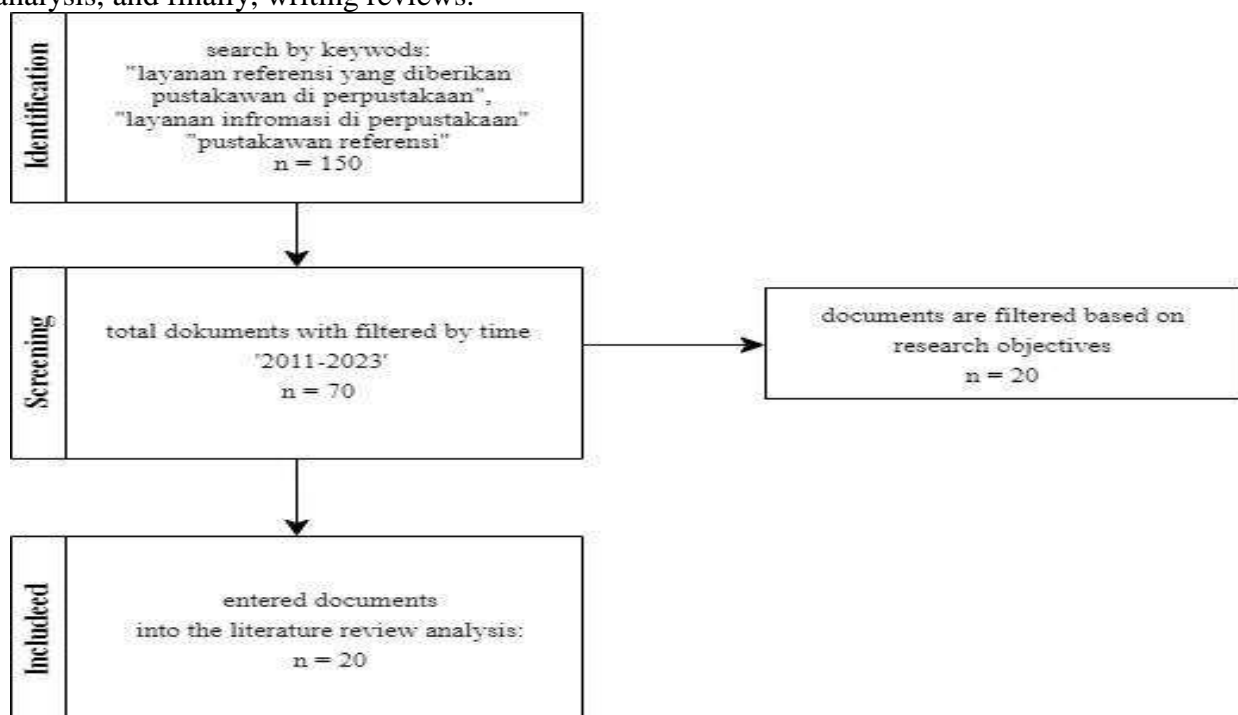 analysis, and finally, writing reviews.
Identification
search by keywods:
"layanan referensi yang diberikan
pustakawan di perpustakaan",
"layanan infromasi di perpustakaan"
"pustakawan referensi"
n = 150
Screening
total dokuments with filtered by time
'2011-2023'
n = 70
documents are filtered based on
research objectives
n = 20
Includeed
entered documents
into the literature review analysis:
n = 20